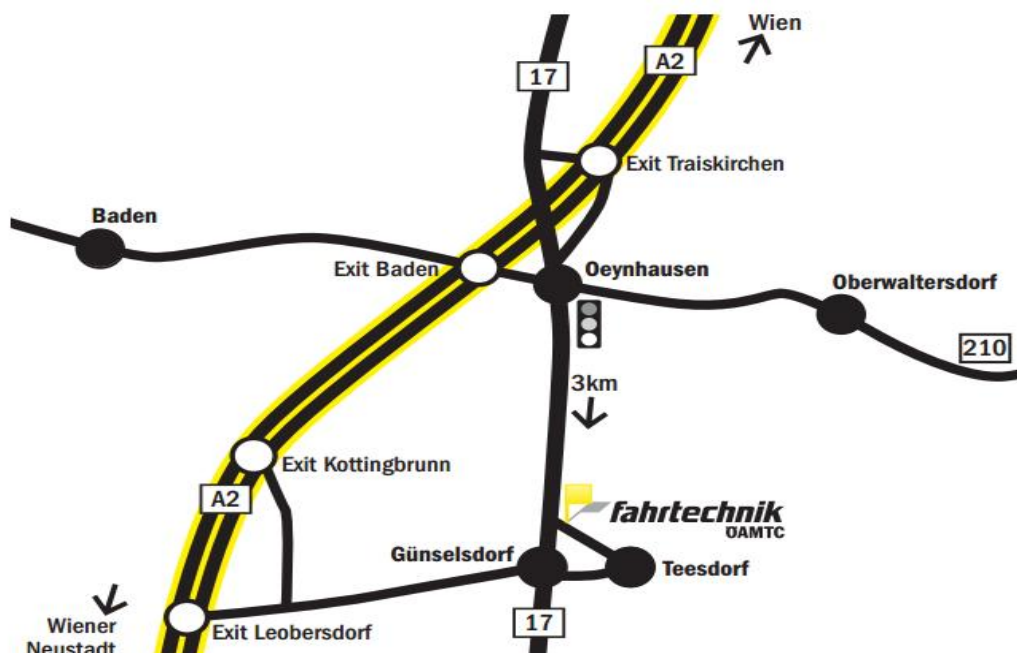 Wien
A2
17
Exit Traiskirchen
Baden
Exit Baden
Oeynhausen
Oberwaltersdorf
210
3km
Exit Kottingbrunn
A2
fahrtechnik
ÖAMTC
Günselsdorf
Teesdorf
Wiener
Neustadt
Exit Leobersdorf
17